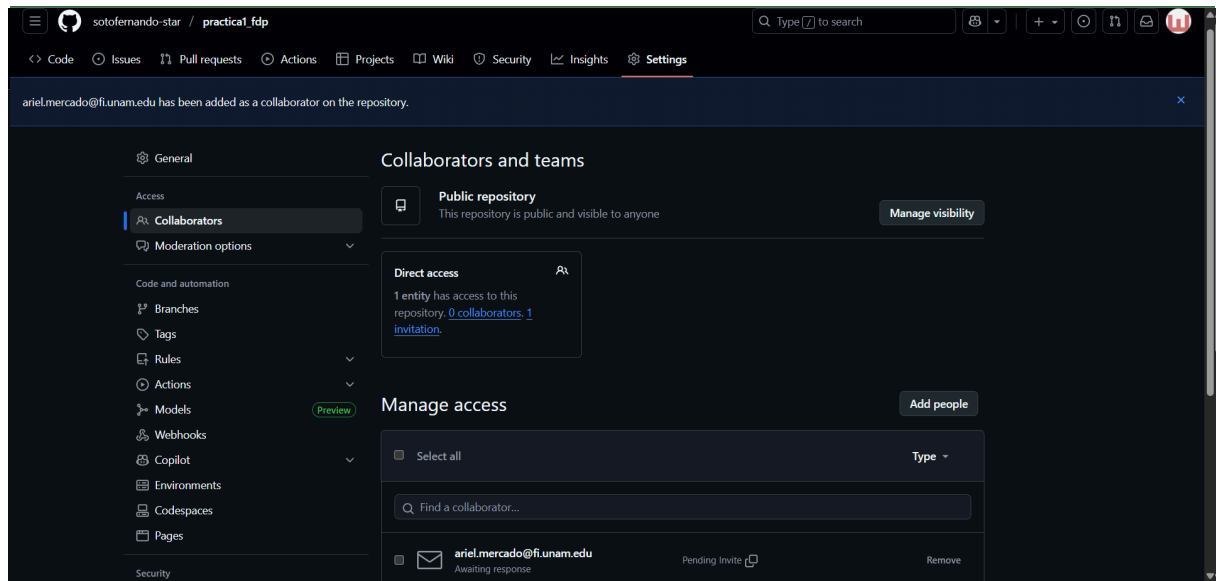 sotofernando-star / practica1_fdp
Type / to search
Code
Issues
Pull requests
Actions
Projects
Wiki
Security
Insights
Settings
ariel.mercado@fi.unam.edu has been added as a collaborator on the repository.
General
Access
Collaborators
Moderation options
Code and automation
Branches
Tags
Rules
Actions
Models
Preview
Webhooks
Copilot
Environments
Codespaces
Pages
Security
Collaborators and teams
Public repository
This repository is public and visible to anyone
Manage visibility
Direct access
1 entity has access to this
repository. 0 collaborators. 1
invitation.
Manage access
Add people
Select all
Type
Find a collaborator...
ariel.mercado@fi.unam.edu
Awaiting response
Pending Invite
Remove